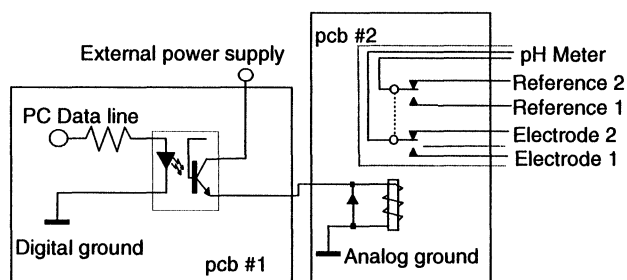 pcb #2
External power supply
pH Meter
Reference 2
PC Data line
Reference 1
Electrode 2
Electrode 1
Digital ground
pcb #1
Analog ground